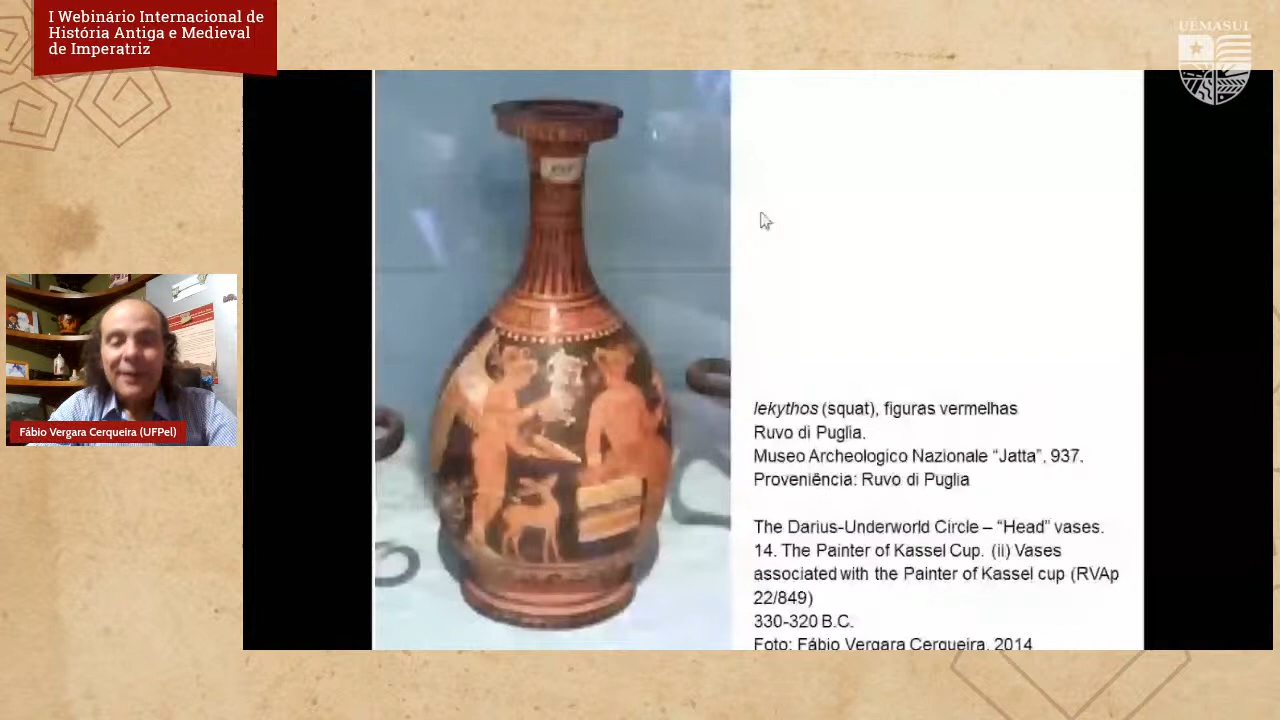 I Webinário Internacional de
História Antiga e Medieval
de Imperatriz
UEMASUL
lekythos (squat), figuras vermelhas
Ruvo di Puglia.
Museo Archeologico Nazionale “Jatta”, 937.
Proveniência: Ruvo di Puglia
The Darius-Underworld Circle – “Head” vases.
14. The Painter of Kassel Cup. (ii) Vases
associated with the Painter of Kassel cup (RVAp
22/849)
330-320 B.C.
Foto: Fábio Vergara Cerqueira, 2014
Fábio Vergara Cerqueira (UFPel)